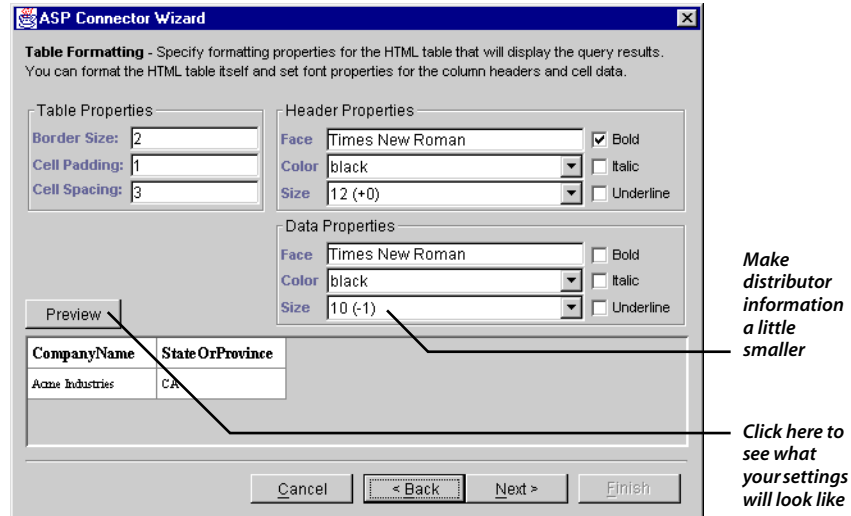 ASP Connector Wizard
Table Formatting - Specify formatting properties for the HTML table that will display the query results.
You can format the HTML table itself and set font properties for the column headers and cell data.
Table Properties
Border Size: 2
Cell Padding: 1
Cell Spacing: 3
Header Properties
Face Times New Roman Bold
Color black Italic
Size 12 (+0) Underline
Data Properties
Face Times New Roman Bold
Color black Italic
Size 10 (-1) Underline
Preview
CompanyName StateOrProvince
Acme Industries CA
Cancel < Back Next > Finish
Make
distributor
information
a little
smaller
Click here to
see what
your settings
will look like